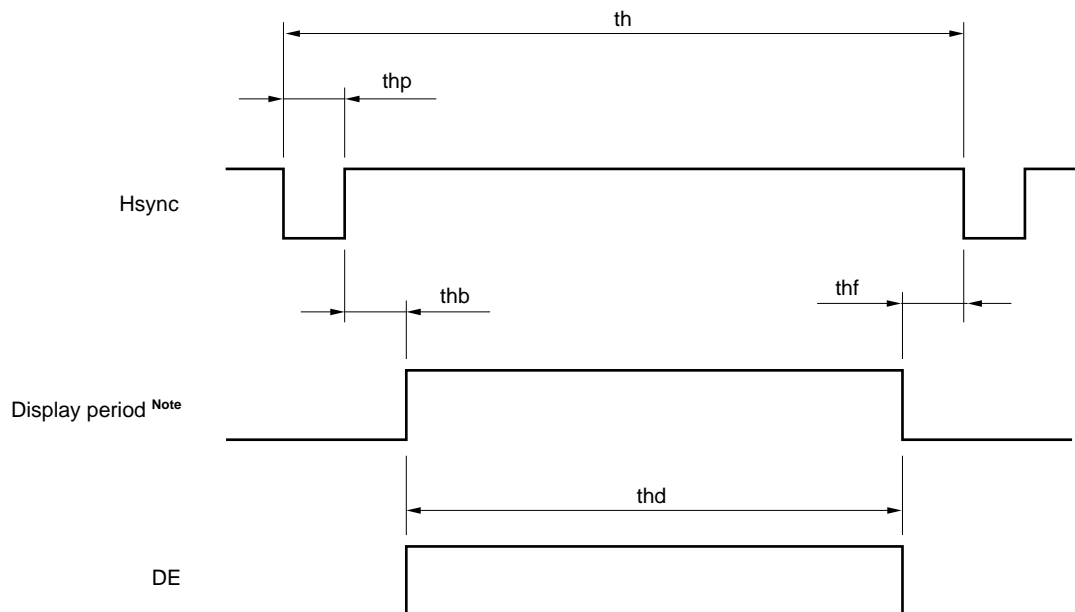 th
thp
Hsync
thb
thf
Display period Note
thd
DE